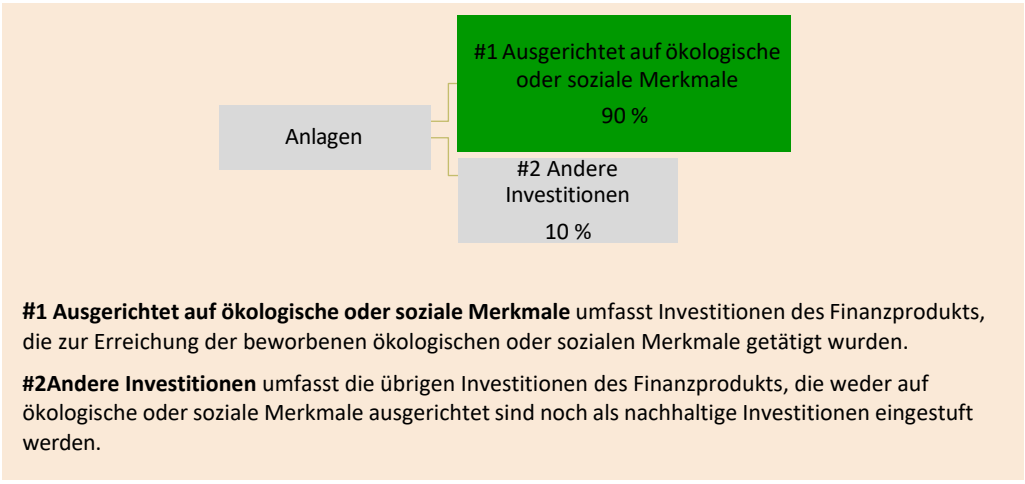 #1 Ausgerichtet auf ökologische
oder soziale Merkmale
90 %
Anlagen
#2 Andere
Investitionen
10 %
#1 Ausgerichtet auf ökologische oder soziale Merkmale umfasst Investitionen des Finanzprodukts,
die zur Erreichung der beworbenen ökologischen oder sozialen Merkmale getätigt wurden.
#2Andere Investitionen umfasst die übrigen Investitionen des Finanzprodukts, die weder auf
ökologische oder soziale Merkmale ausgerichtet sind noch als nachhaltige Investitionen eingestuft
werden.